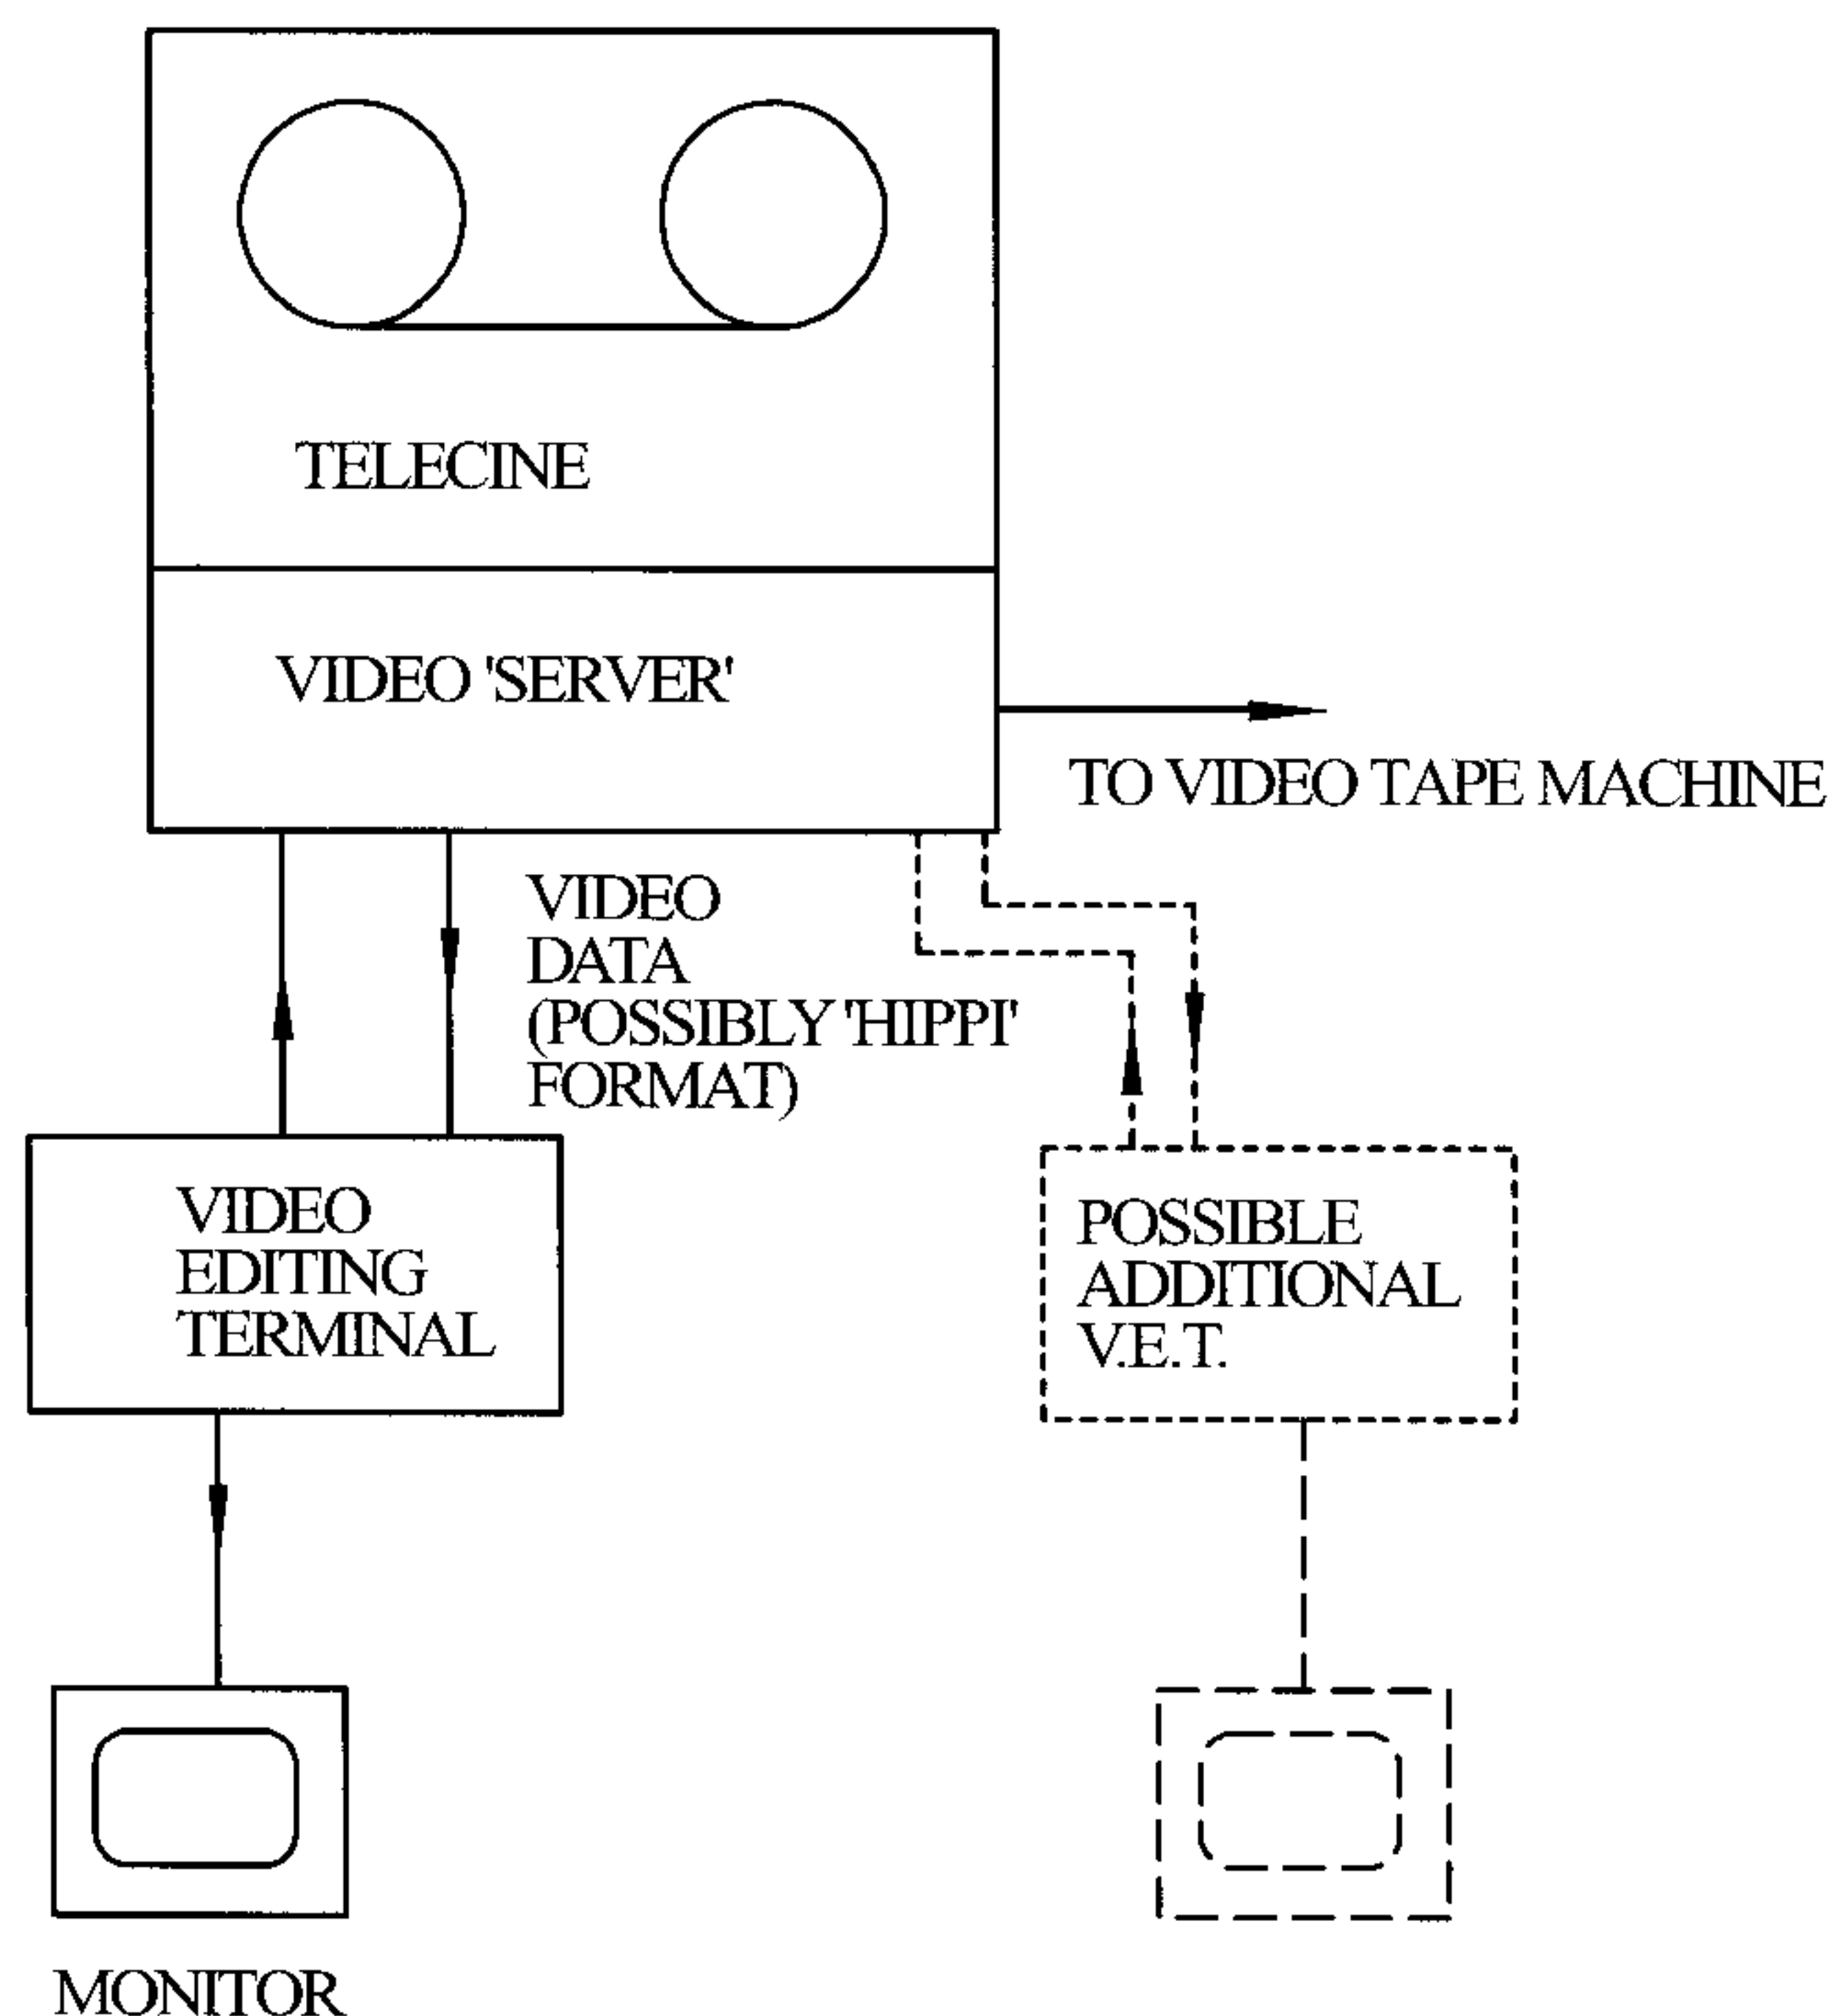 TELECINE
VIDEO 'SERVER'
TO VIDEO TAPE MACHINE
VIDEO
DATA
(POSSIBLY 'HIPPI'
FORMAT)
VIDEO
EDITING
TERMINAL
POSSIBLE
ADDITIONAL
V.E.T.
MONITOR